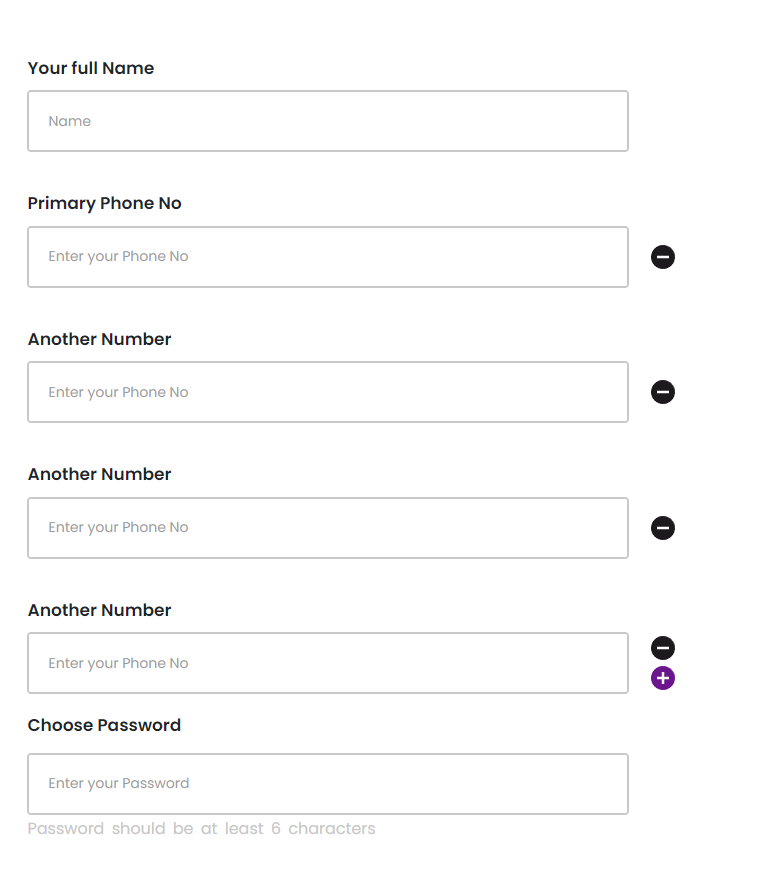 Your full Name
Name
Primary Phone No
Enter your Phone No
Another Number
Enter your Phone No
Another Number
Enter your Phone No
Another Number
Enter your Phone No
Choose Password
Enter your Password
Password should be at least 6 characters